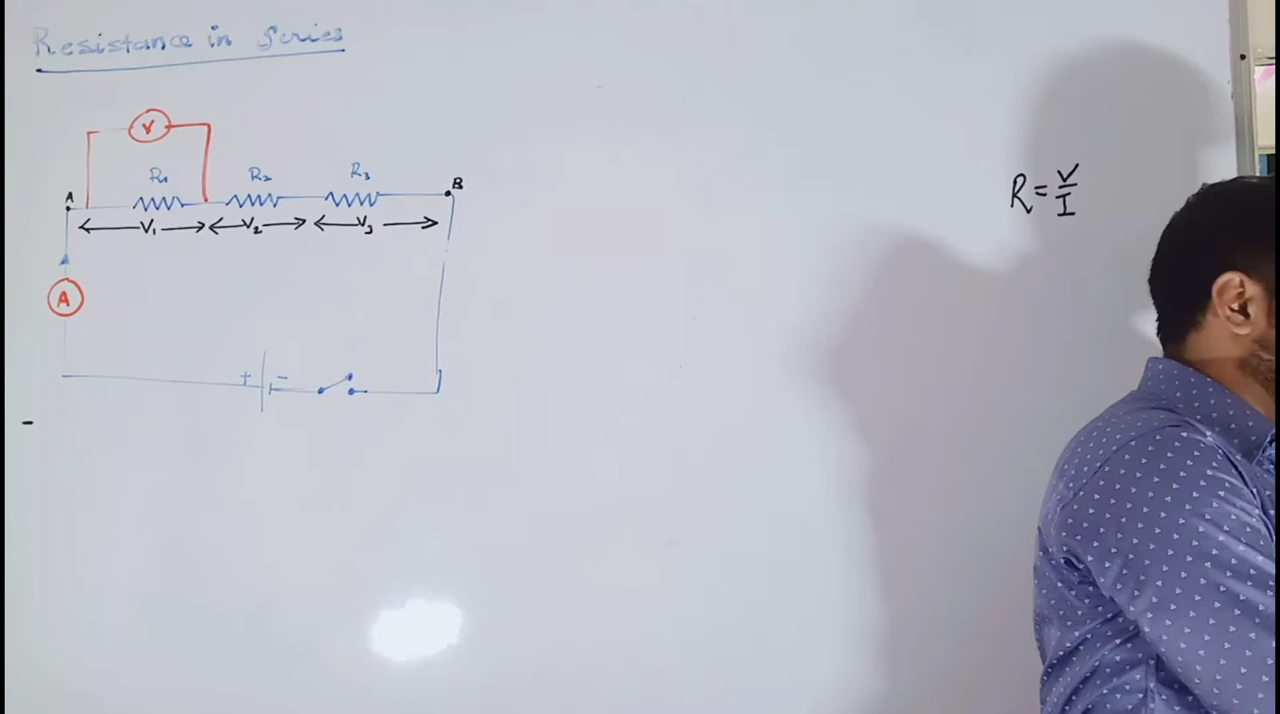 Resistance in Series
V
R₁ R₂ R₃
A B
V₁ V₂ V₃
R = V/I
A
+ -